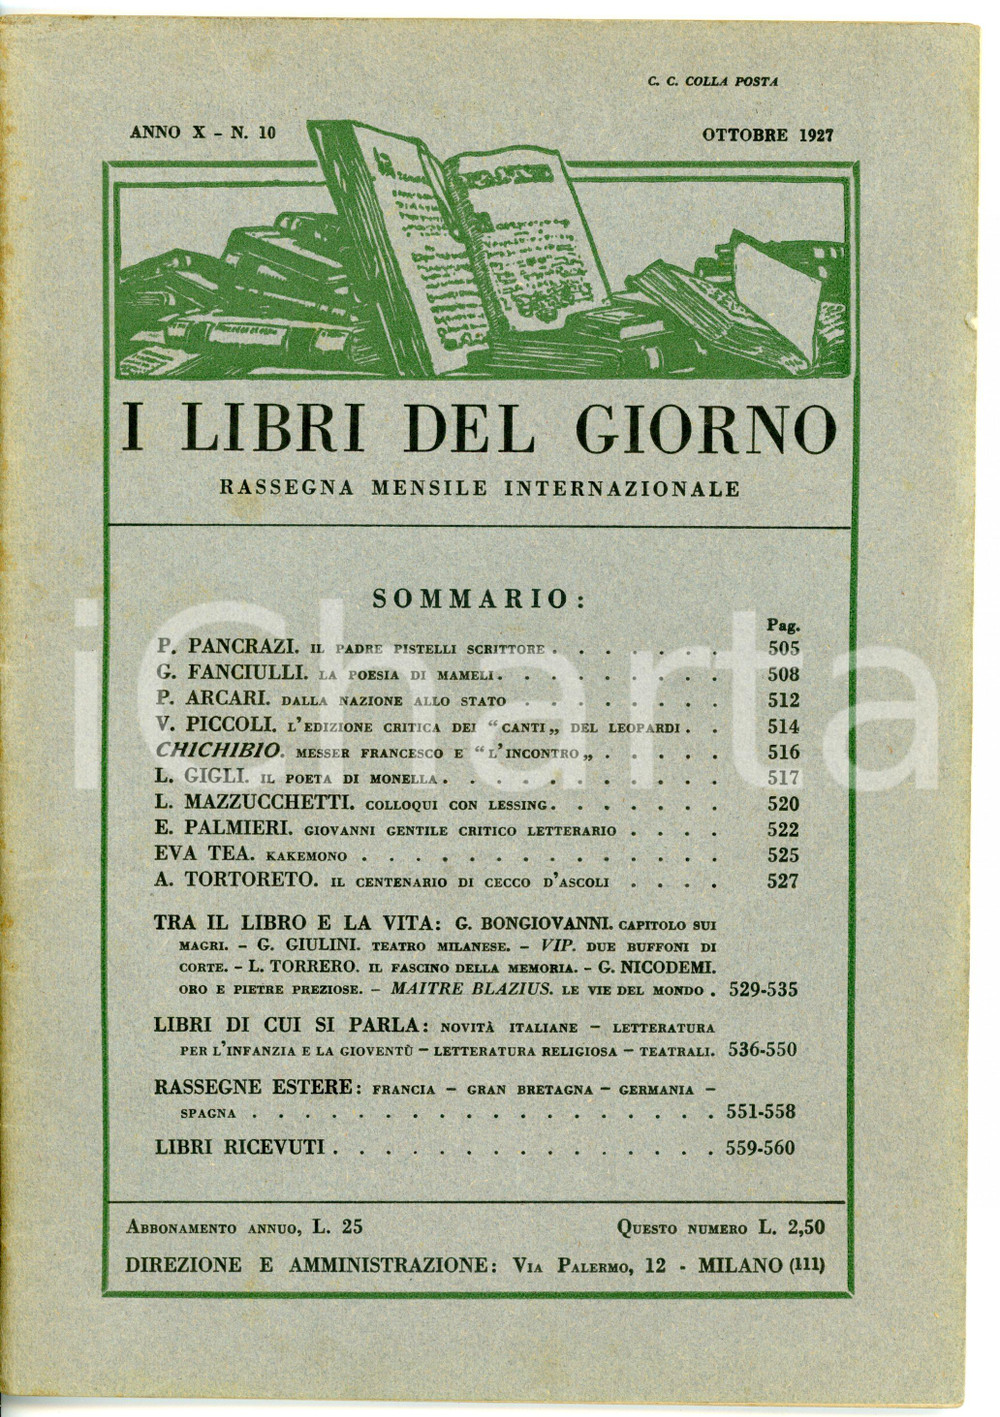 C. C. COLLA POSTA
ANNO X - N. 10
OTTOBRE 1927
I LIBRI DEL GIORNO
RASSEGNA MENSILE INTERNAZIONALE
SOMMARIO:
Pag.
P. PANCRAZI. IL PADRE PISTELLI SCRITTORE . . . . . . . 505
G. FANCIULLI. LA POESIA DI MAMELI. . . . . . . . . 508
P. ARCARI. DALLA NAZIONE ALLO STATO . . . . . . . . 512
V. PICCOLI. L'EDIZIONE CRITICA DEI "CANTI„ DEL LEOPARDI . . 514
CHICHIBIO. MESSER FRANCESCO E "L'INCONTRO„ . . . . . 516
L. GIGLI. IL POETA DI MONELLA . . . . . . . . . . . 517
L. MAZZUCCHETTI. COLLOQUI CON LESSING. . . . . . . 520
E. PALMIERI. GIOVANNI GENTILE CRITICO LETTERARIO . . . . 522
EVA TEA. KAKEMONO . . . . . . . . . . . . . . 525
A. TORTORETO. IL CENTENARIO DI CECCO D'ASCOLI . . . . 527
TRA IL LIBRO E LA VITA: G. BONGIOVANNI. CAPITOLO SUI
MAGRI. - G. GIULINI. TEATRO MILANESE. - VIP. DUE BUFFONI DI
CORTE. - L. TORRERO. IL FASCINO DELLA MEMORIA. - G. NICODEMI.
ORO E PIETRE PREZIOSE. - MAITRE BLAZIUS. LE VIE DEL MONDO . 529-535
LIBRI DI CUI SI PARLA: NOVITÀ ITALIANE - LETTERATURA
PER L'INFANZIA E LA GIOVENTÙ - LETTERATURA RELIGIOSA - TEATRALI. 536-550
RASSEGNE ESTERE: FRANCIA - GRAN BRETAGNA - GERMANIA -
SPAGNA . . . . . . . . . . . . . . . . . . 551-558
LIBRI RICEVUTI . . . . . . . . . . . . . . . 559-560
ABBONAMENTO ANNUO, L. 25
QUESTO NUMERO L. 2,50
DIREZIONE E AMMINISTRAZIONE: VIA PALERMO, 12 - MILANO (111)
iCharta